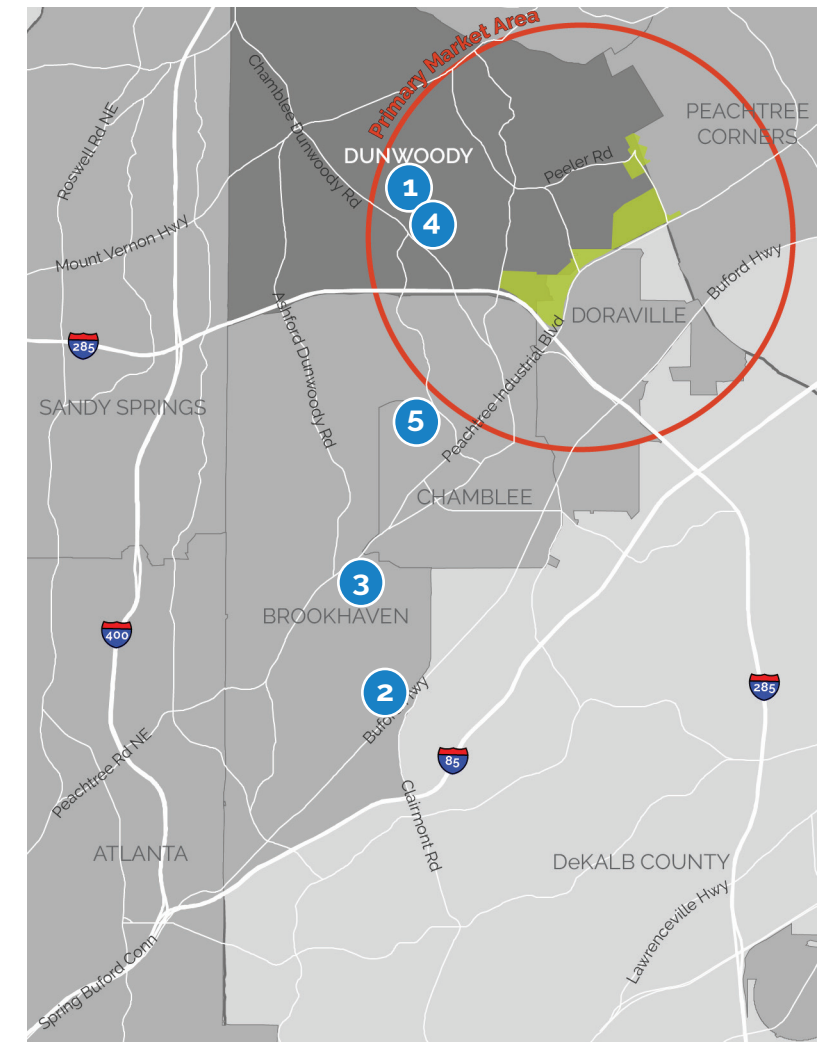 Primary Market Area
Roswell Rd NE
Chamblee Dunwoody Rd
PEACHTREE
CORNERS
DUNWOODY
Peeler Rd
1
4
Mount Vernon Hwy
Buford Hwy
285
Ashford Dunwoody Rd
DORAVILLE
Peachtree Industrial Blvd
SANDY SPRINGS
5
CHAMBLEE
3
BROOKHAVEN
400
2
285
Buford Hwy
85
Peachtree Rd NE
Clairmont Rd
ATLANTA
DeKALB COUNTY
Lawrenceville Hwy
Spring Buford Conn